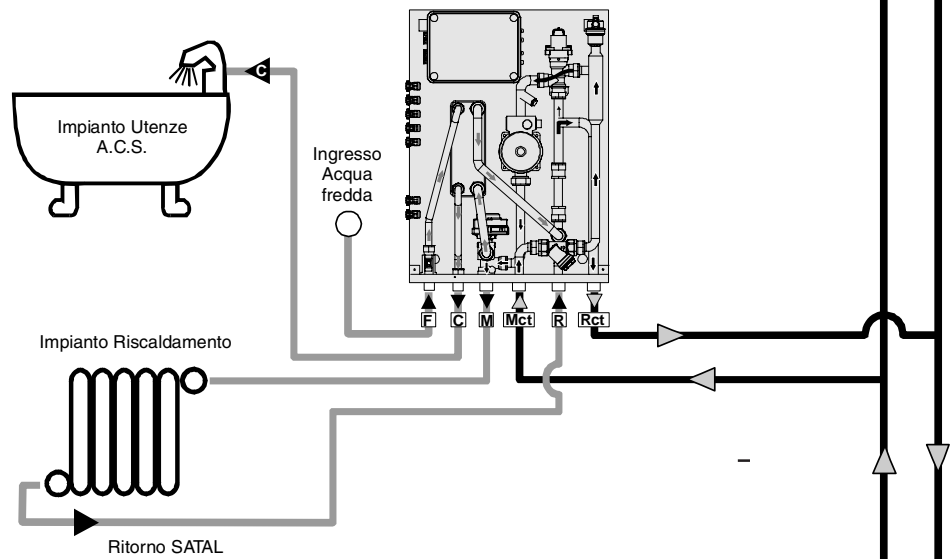 C
Impianto Utenze
A.C.S.
Ingresso
Acqua
fredda
F C M Mct R Rct
Impianto Riscaldamento
Ritorno SATAL